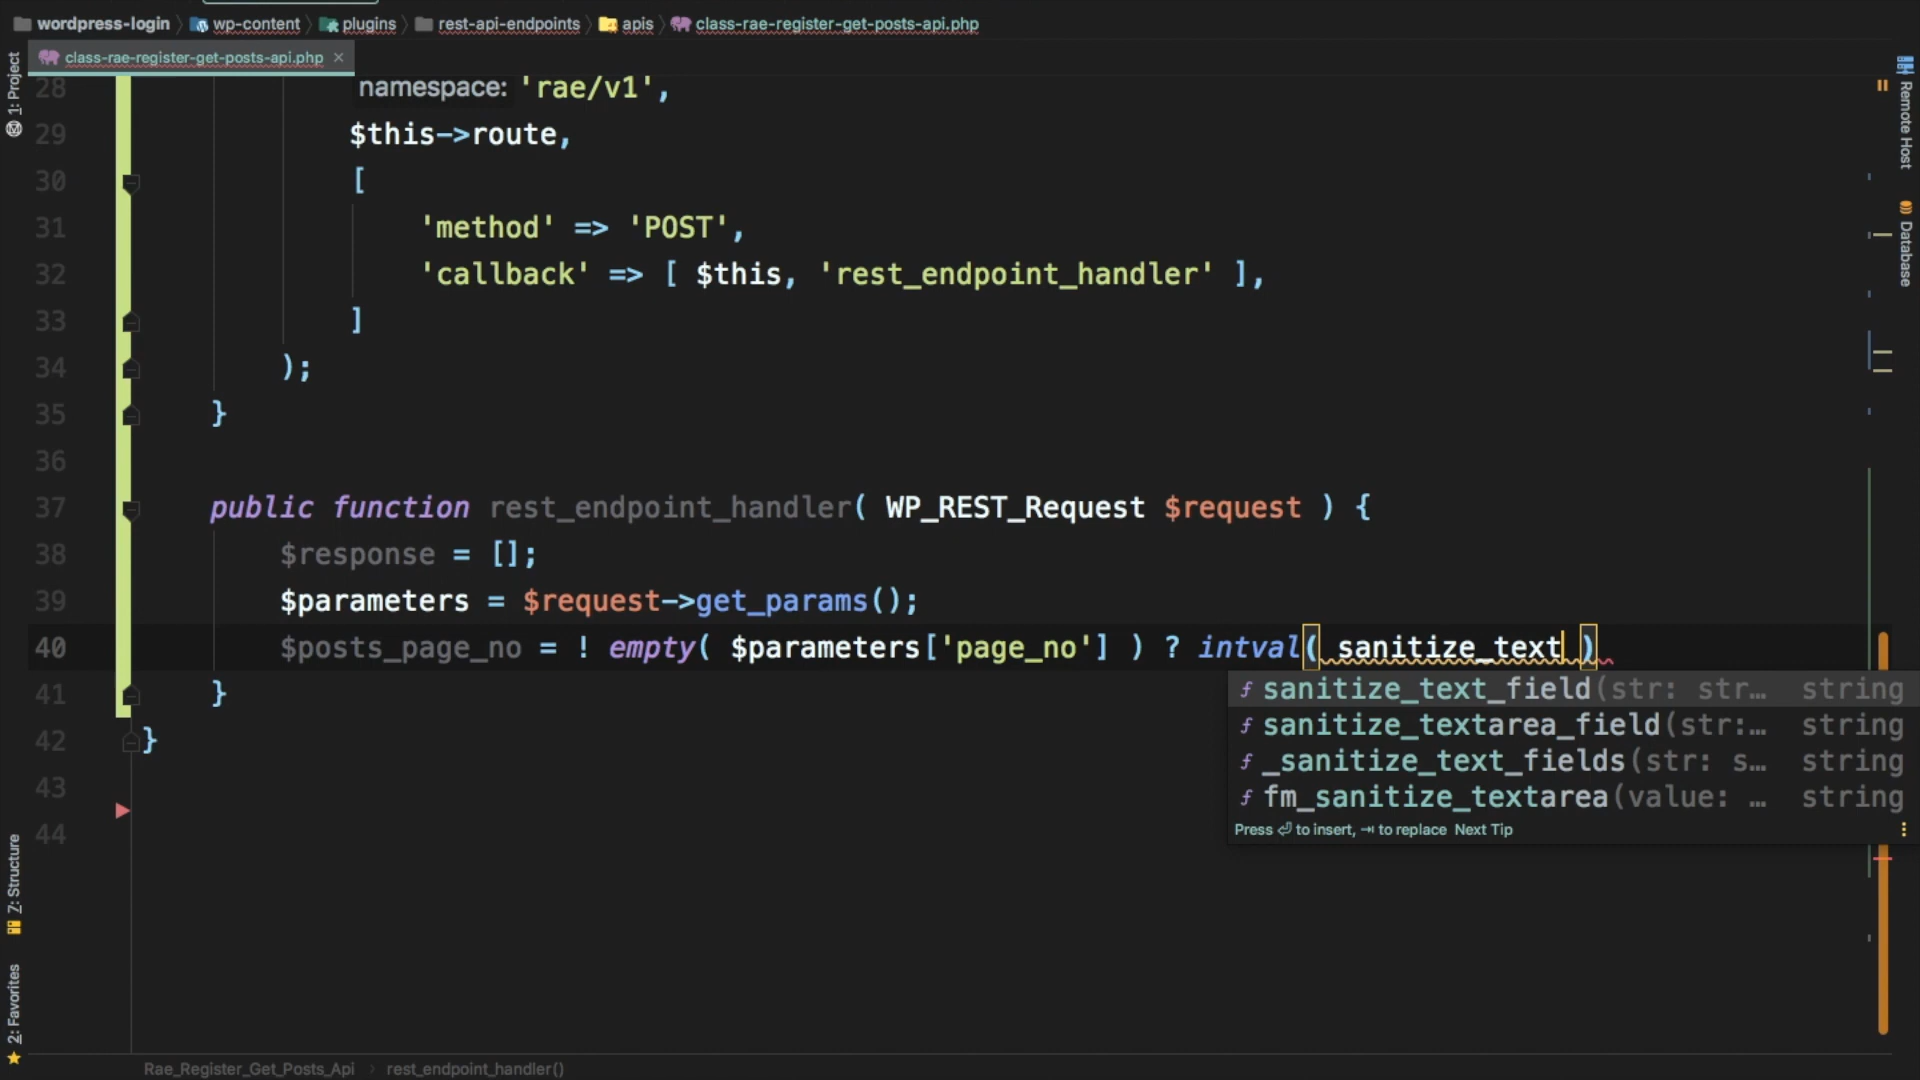 wordpress-login wp-content plugins rest-api-endpoints apis class-rae-register-get-posts-api.php
class-rae-register-get-posts-api.php ×
1: Project
Remote Host
Database
28 namespace: 'rae/v1',
29 $this->route,
30 [
31 'method' => 'POST',
32 'callback' => [ $this, 'rest_endpoint_handler' ],
33 ]
34 );
35 }
36
37 public function rest_endpoint_handler( WP_REST_Request $request ) {
38 $response = [];
39 $parameters = $request->get_params();
40 $posts_page_no = ! empty( $parameters['page_no'] ) ? intval( sanitize_text )
41 }
42 }
43
44
f sanitize_text_field(str: str… string
f sanitize_textarea_field(str:… string
f _sanitize_text_fields(str: s… string
f fm_sanitize_textarea(value: … string
Press ⏎ to insert, ⇥ to replace Next Tip
Z: Structure
2: Favorites
Rae_Register_Get_Posts_Api › rest_endpoint_handler()